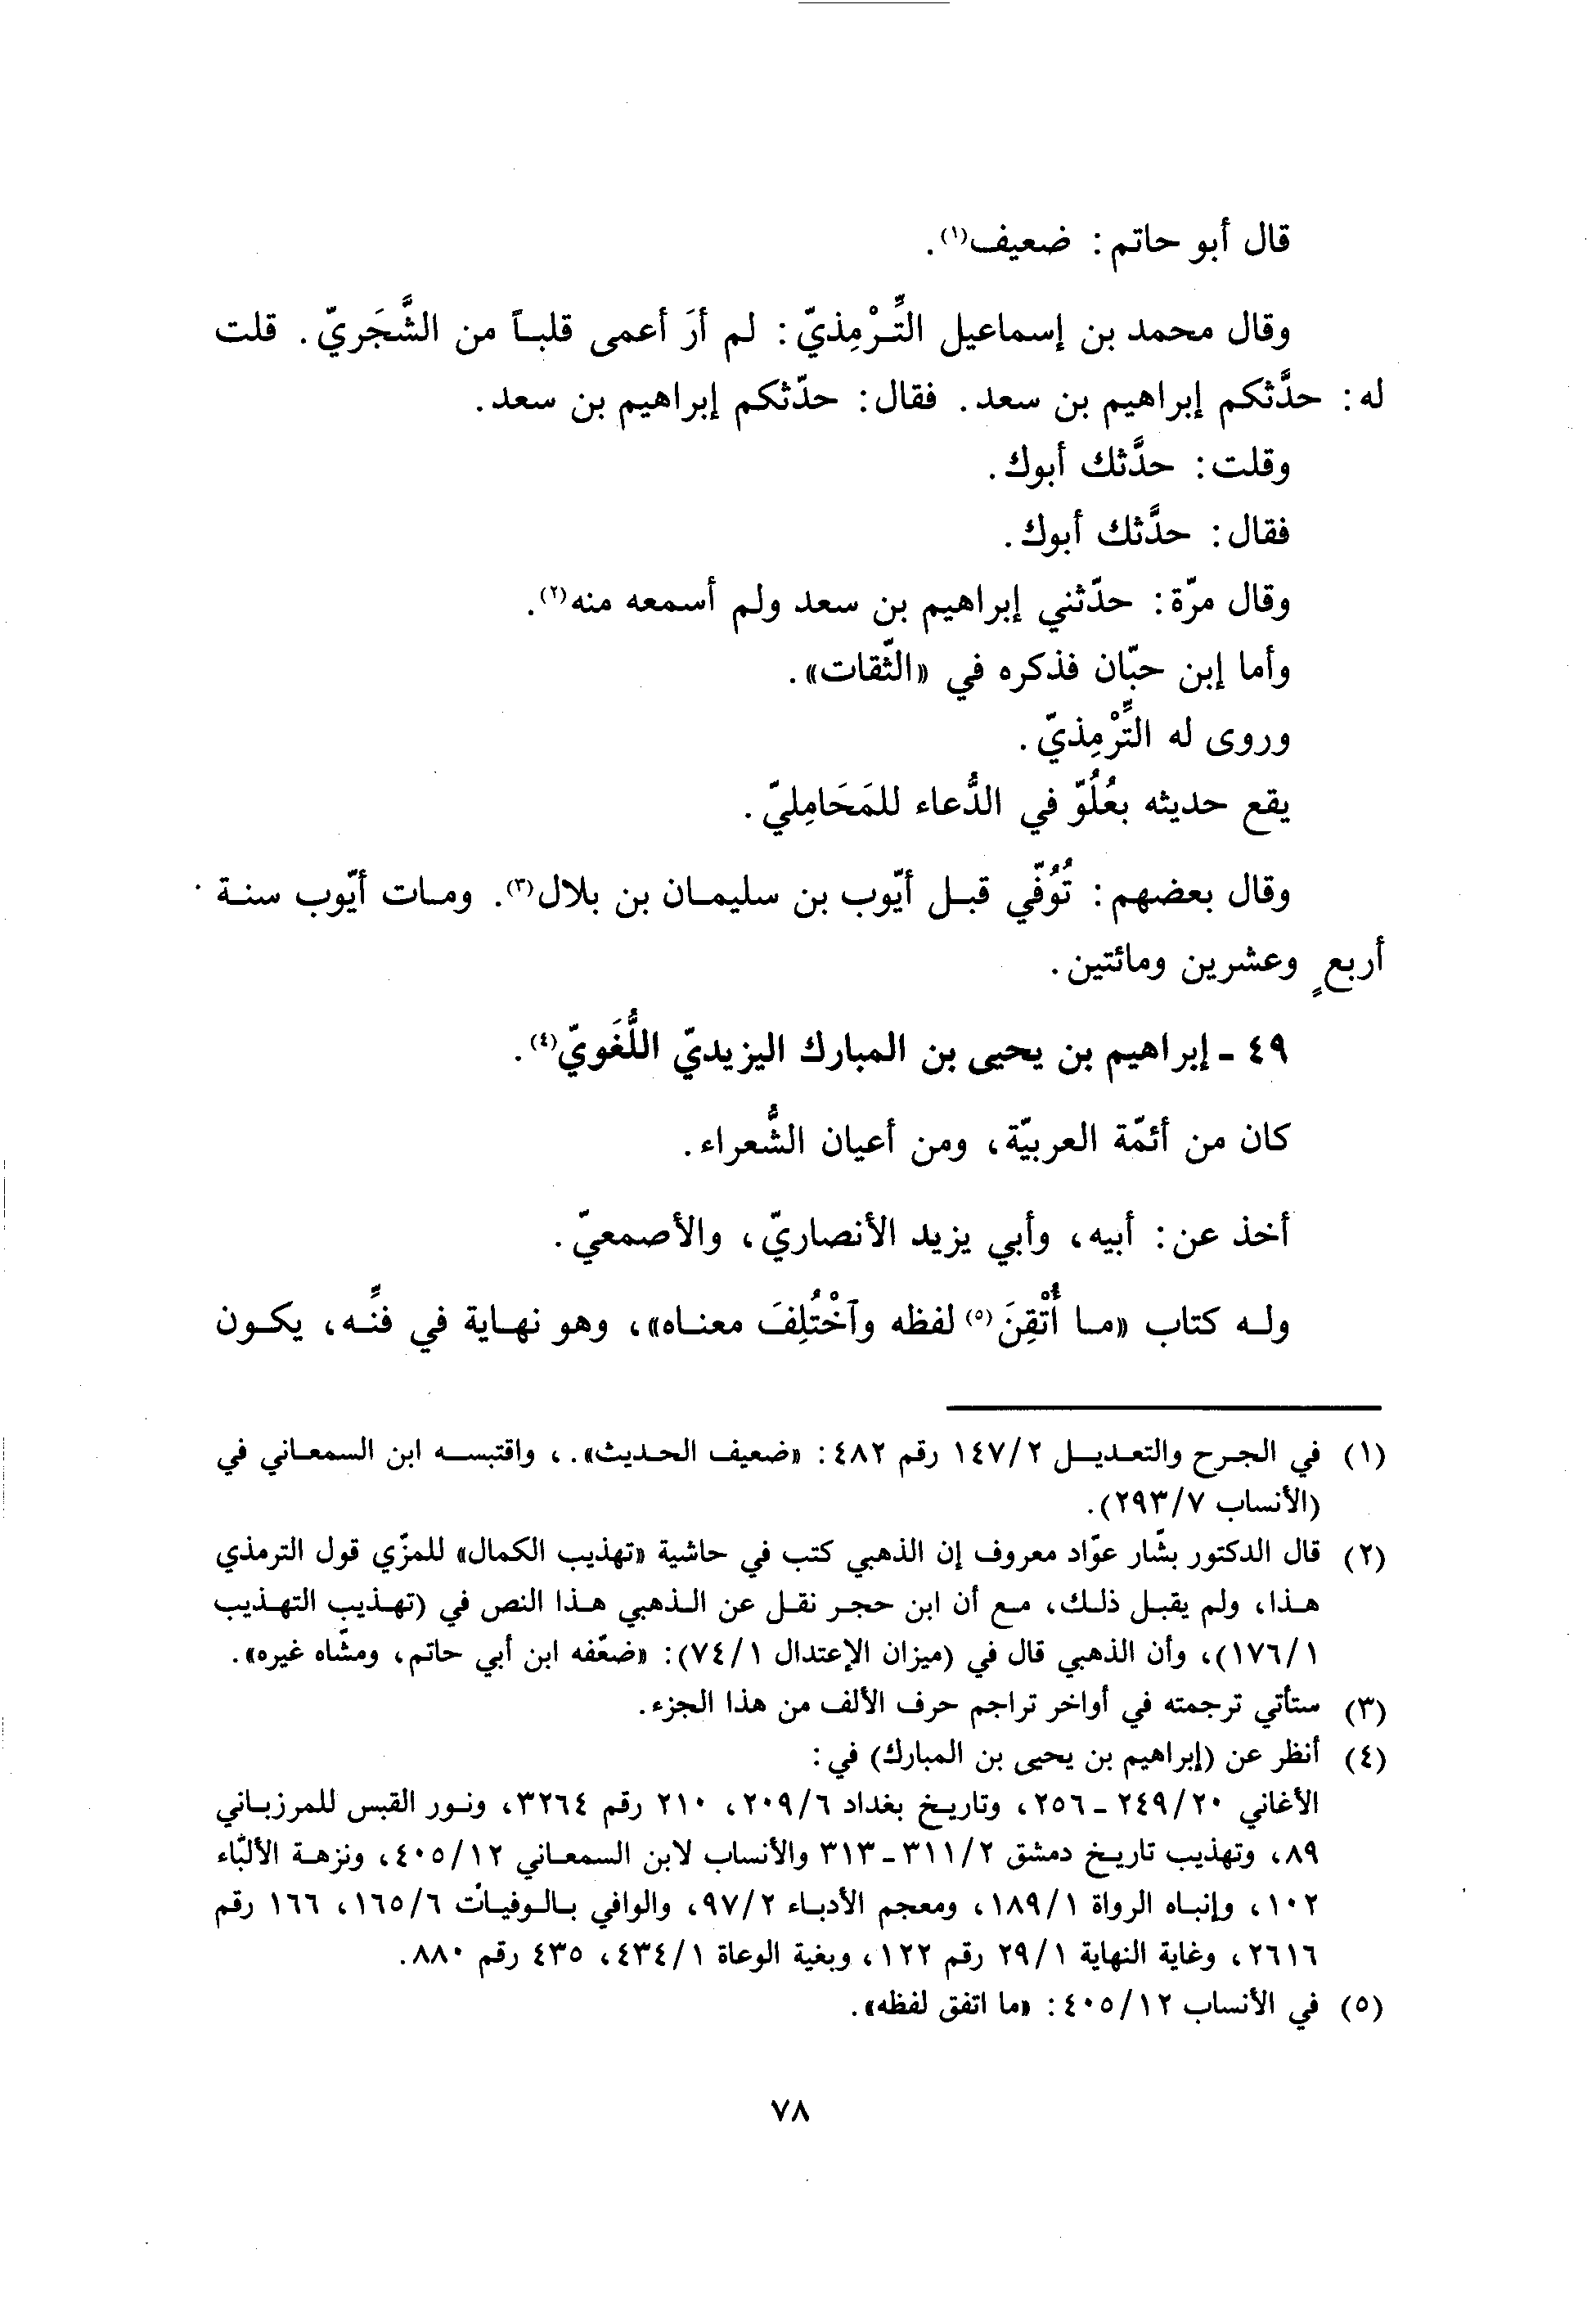 قال أبو حاتم: ضعيف(١).
وقال محمد بن إسماعيل التِّرْمِذيّ: لم أرَ أعمى قلباً من الشَّجَريّ. قلت
له: حدَّثكم إبراهيم بن سعد. فقال: حدّثكم إبراهيم بن سعد.
وقلت: حدَّثك أبوك.
فقال: حدَّثك أبوك.
وقال مرّة: حدّثني إبراهيم بن سعد ولم أسمعه منه(٢).
وأما إبن حبّان فذكره في «الثّقات».
وروى له التِّرْمِذيّ.
يقع حديثه بعُلُوّ في الدُّعاء للمَحَامِليّ.
وقال بعضهم: تُوُفّي قبل أيّوب بن سليمان بن بلال(٣). ومات أيّوب سنة
أربعٍ وعشرين ومائتين.
٤٩ - إبراهيم بن يحيى بن المبارك اليزيديّ اللُّغَويّ(٤).
كان من أئمّة العربيّة، ومن أعيان الشُّعراء.
أخذ عن: أبيه، وأبي يزيد الأنصاريّ، والأصمعيّ.
وله كتاب «ما أُتْقِنَ(٥) لفظه وآخْتُلِفَ معناه»، وهو نهاية في فنِّه، يكون
(١) في الجرح والتعديل ١٤٧/٢ رقم ٤٨٢: «ضعيف الحديث».، واقتبسه ابن السمعاني في
(الأنساب ٢٩٣/٧).
(٢) قال الدكتور بشّار عوّاد معروف إن الذهبي كتب في حاشية «تهذيب الكمال» للمزّي قول الترمذي
هذا، ولم يقبل ذلك، مع أن ابن حجر نقل عن الذهبي هذا النص في (تهذيب التهذيب
١٧٦/١)، وأن الذهبي قال في (ميزان الإعتدال ٧٤/١): «ضعّفه ابن أبي حاتم، ومشّاه غيره».
(٣) ستأتي ترجمته في أواخر تراجم حرف الألف من هذا الجزء.
(٤) أنظر عن (إبراهيم بن يحيى بن المبارك) في:
الأغاني ٢٤٩/٢٠ - ٢٥٦، وتاريخ بغداد ٢٠٩/٦، ٢١٠ رقم ٣٢٦٤، ونور القبس للمرزباني
٨٩، وتهذيب تاريخ دمشق ٣١١/٢ - ٣١٣ والأنساب لابن السمعاني ٤٠٥/١٢، ونزهة الألبّاء
١٠٢، وإنباه الرواة ١٨٩/١، ومعجم الأدباء ٩٧/٢، والوافي بالوفيات ١٦٥/٦، ١٦٦ رقم
٢٦١٦، وغاية النهاية ٢٩/١ رقم ١٢٢، وبغية الوعاة ٤٣٤/١، ٤٣٥ رقم ٨٨٠.
(٥) في الأنساب ٤٠٥/١٢: «ما اتفق لفظه».
٧٨